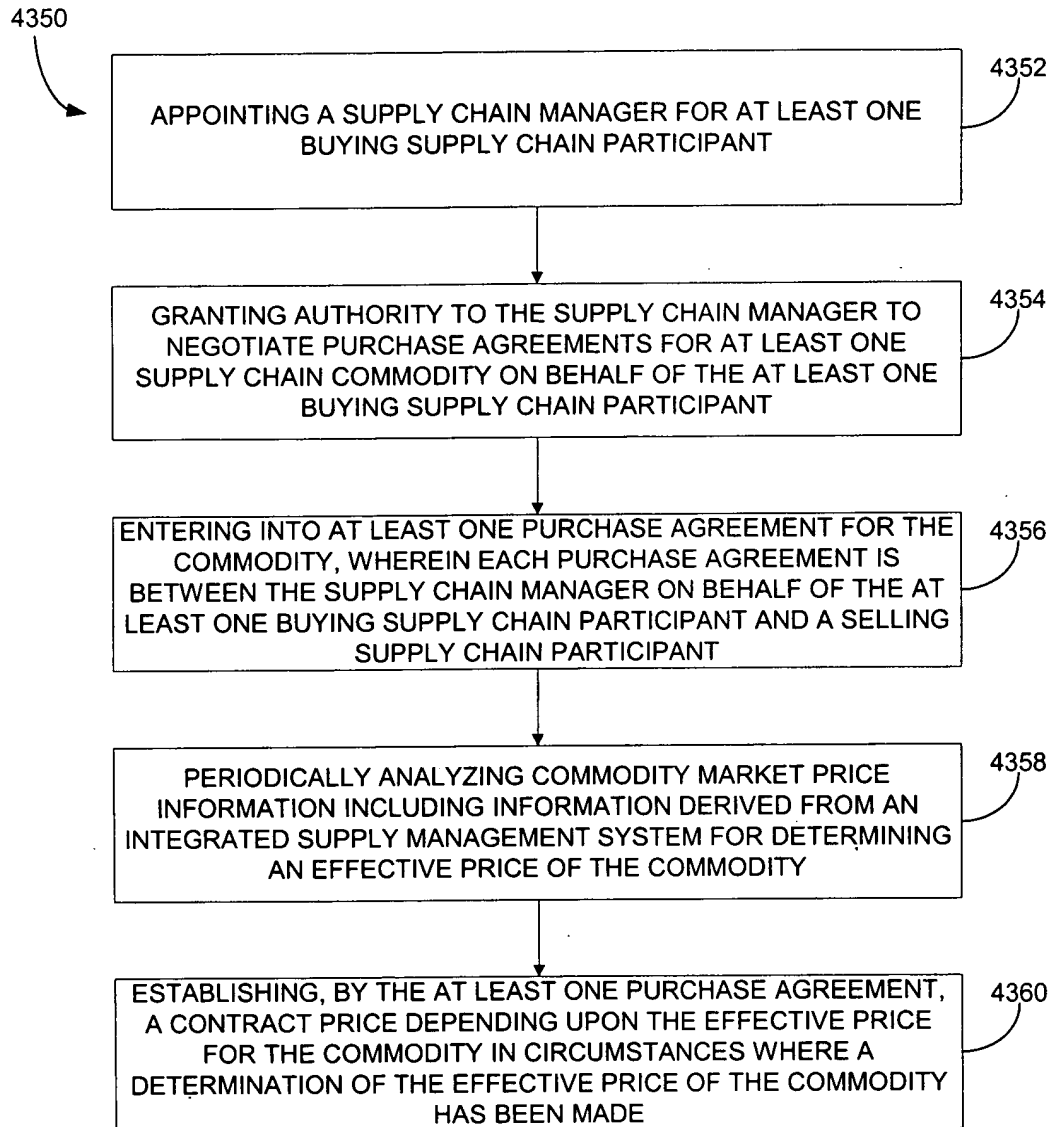 4350
4352
APPOINTING A SUPPLY CHAIN MANAGER FOR AT LEAST ONE
BUYING SUPPLY CHAIN PARTICIPANT
4354
GRANTING AUTHORITY TO THE SUPPLY CHAIN MANAGER TO
NEGOTIATE PURCHASE AGREEMENTS FOR AT LEAST ONE
SUPPLY CHAIN COMMODITY ON BEHALF OF THE AT LEAST ONE
BUYING SUPPLY CHAIN PARTICIPANT
4356
ENTERING INTO AT LEAST ONE PURCHASE AGREEMENT FOR THE
COMMODITY, WHEREIN EACH PURCHASE AGREEMENT IS
BETWEEN THE SUPPLY CHAIN MANAGER ON BEHALF OF THE AT
LEAST ONE BUYING SUPPLY CHAIN PARTICIPANT AND A SELLING
SUPPLY CHAIN PARTICIPANT
4358
PERIODICALLY ANALYZING COMMODITY MARKET PRICE
INFORMATION INCLUDING INFORMATION DERIVED FROM AN
INTEGRATED SUPPLY MANAGEMENT SYSTEM FOR DETERMINING
AN EFFECTIVE PRICE OF THE COMMODITY
4360
ESTABLISHING, BY THE AT LEAST ONE PURCHASE AGREEMENT,
A CONTRACT PRICE DEPENDING UPON THE EFFECTIVE PRICE
FOR THE COMMODITY IN CIRCUMSTANCES WHERE A
DETERMINATION OF THE EFFECTIVE PRICE OF THE COMMODITY
HAS BEEN MADE